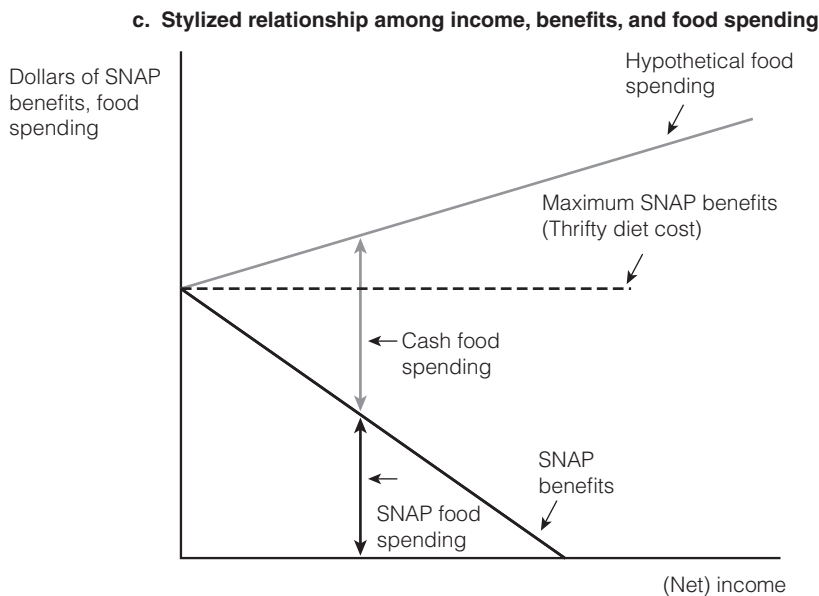 c. Stylized relationship among income, benefits, and food spending
Dollars of SNAP
benefits, food
spending
Hypothetical food
spending
Maximum SNAP benefits
(Thrifty diet cost)
Cash food
spending
SNAP
benefits
SNAP food
spending
(Net) income